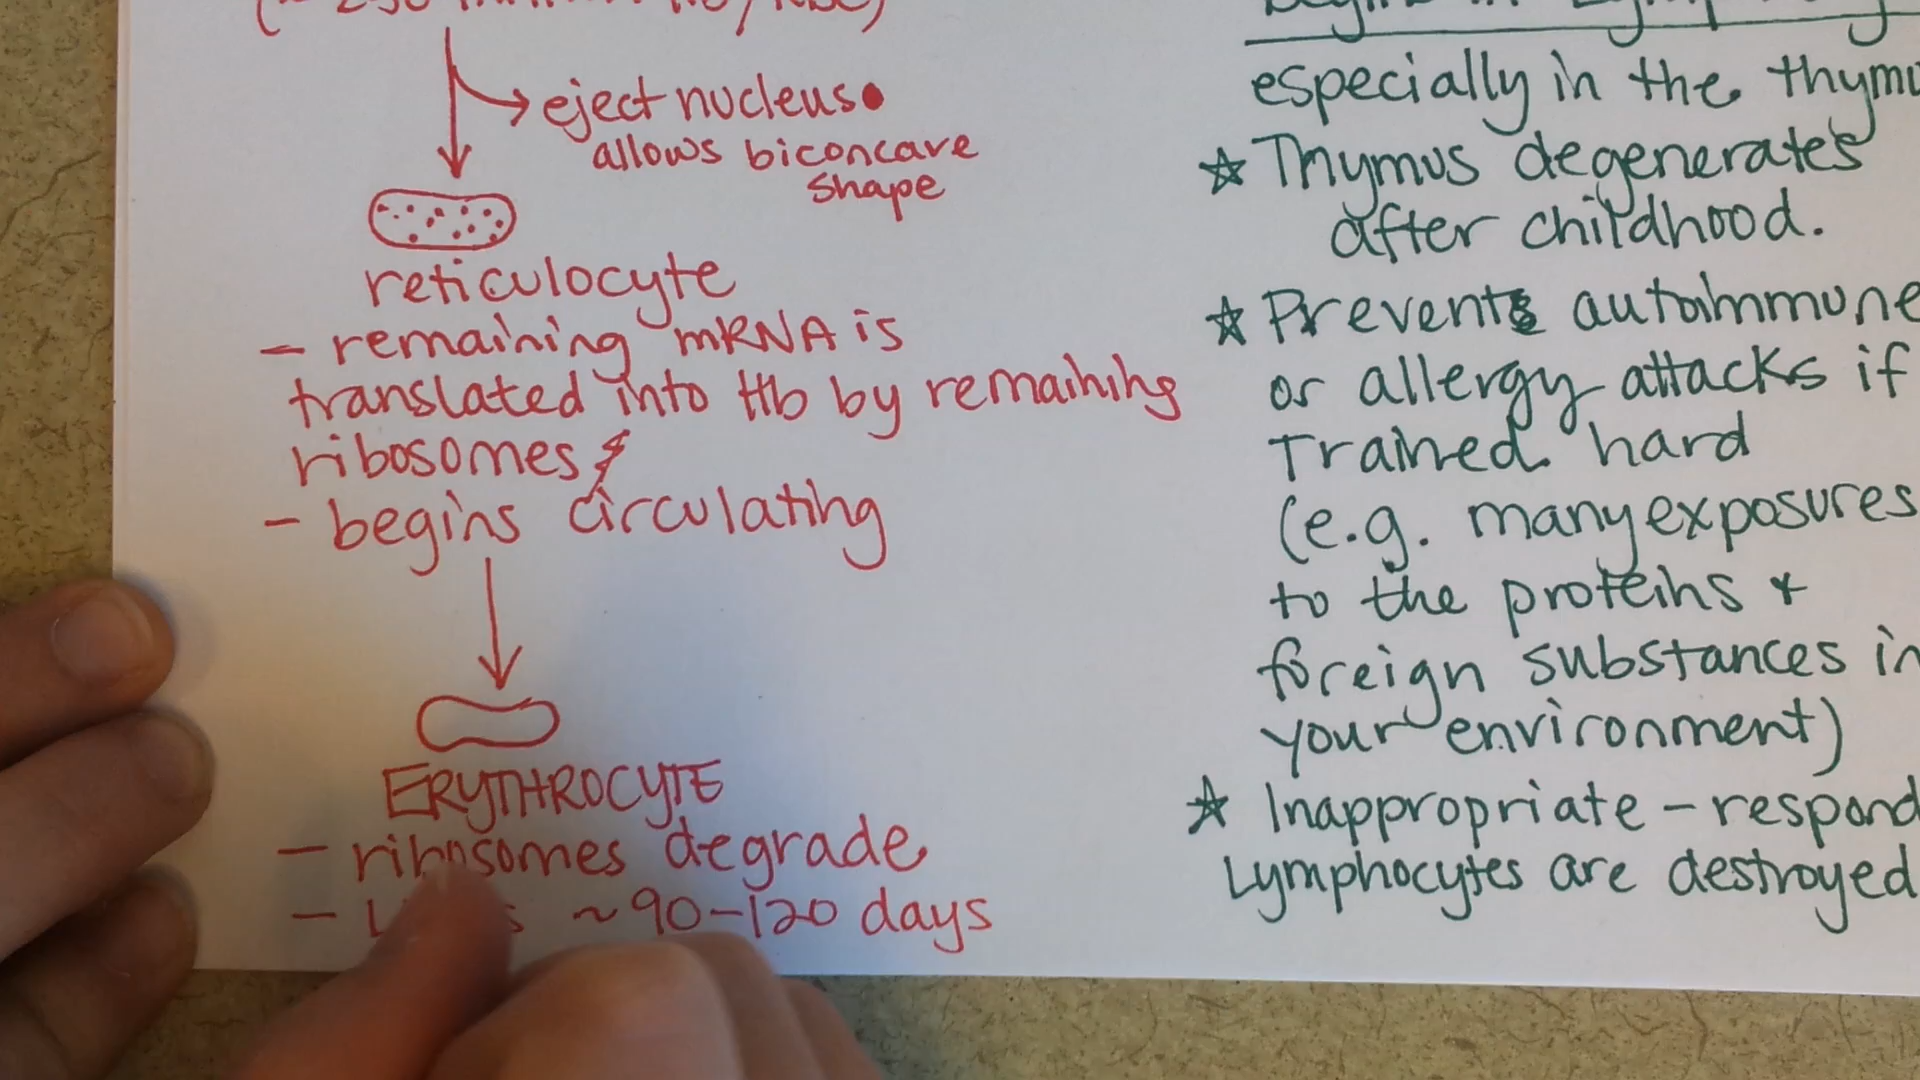 eject nucleus
allows biconcave
shape
reticulocyte
- remaining mRNA is
translated into Hb by remaining
ribosomes &
- begins circulating
ERYTHROCYTE
- ribosomes degrade
- ~90-120 days
especially in the
☆ Thymus degenerates
after childhood.
☆ Prevents autoimmune
or allergy attacks if
trained hard
(e.g. many exposures
to the proteins +
foreign substances in
your environment)
☆ Inappropriate - respond
Lymphocytes are destroyed